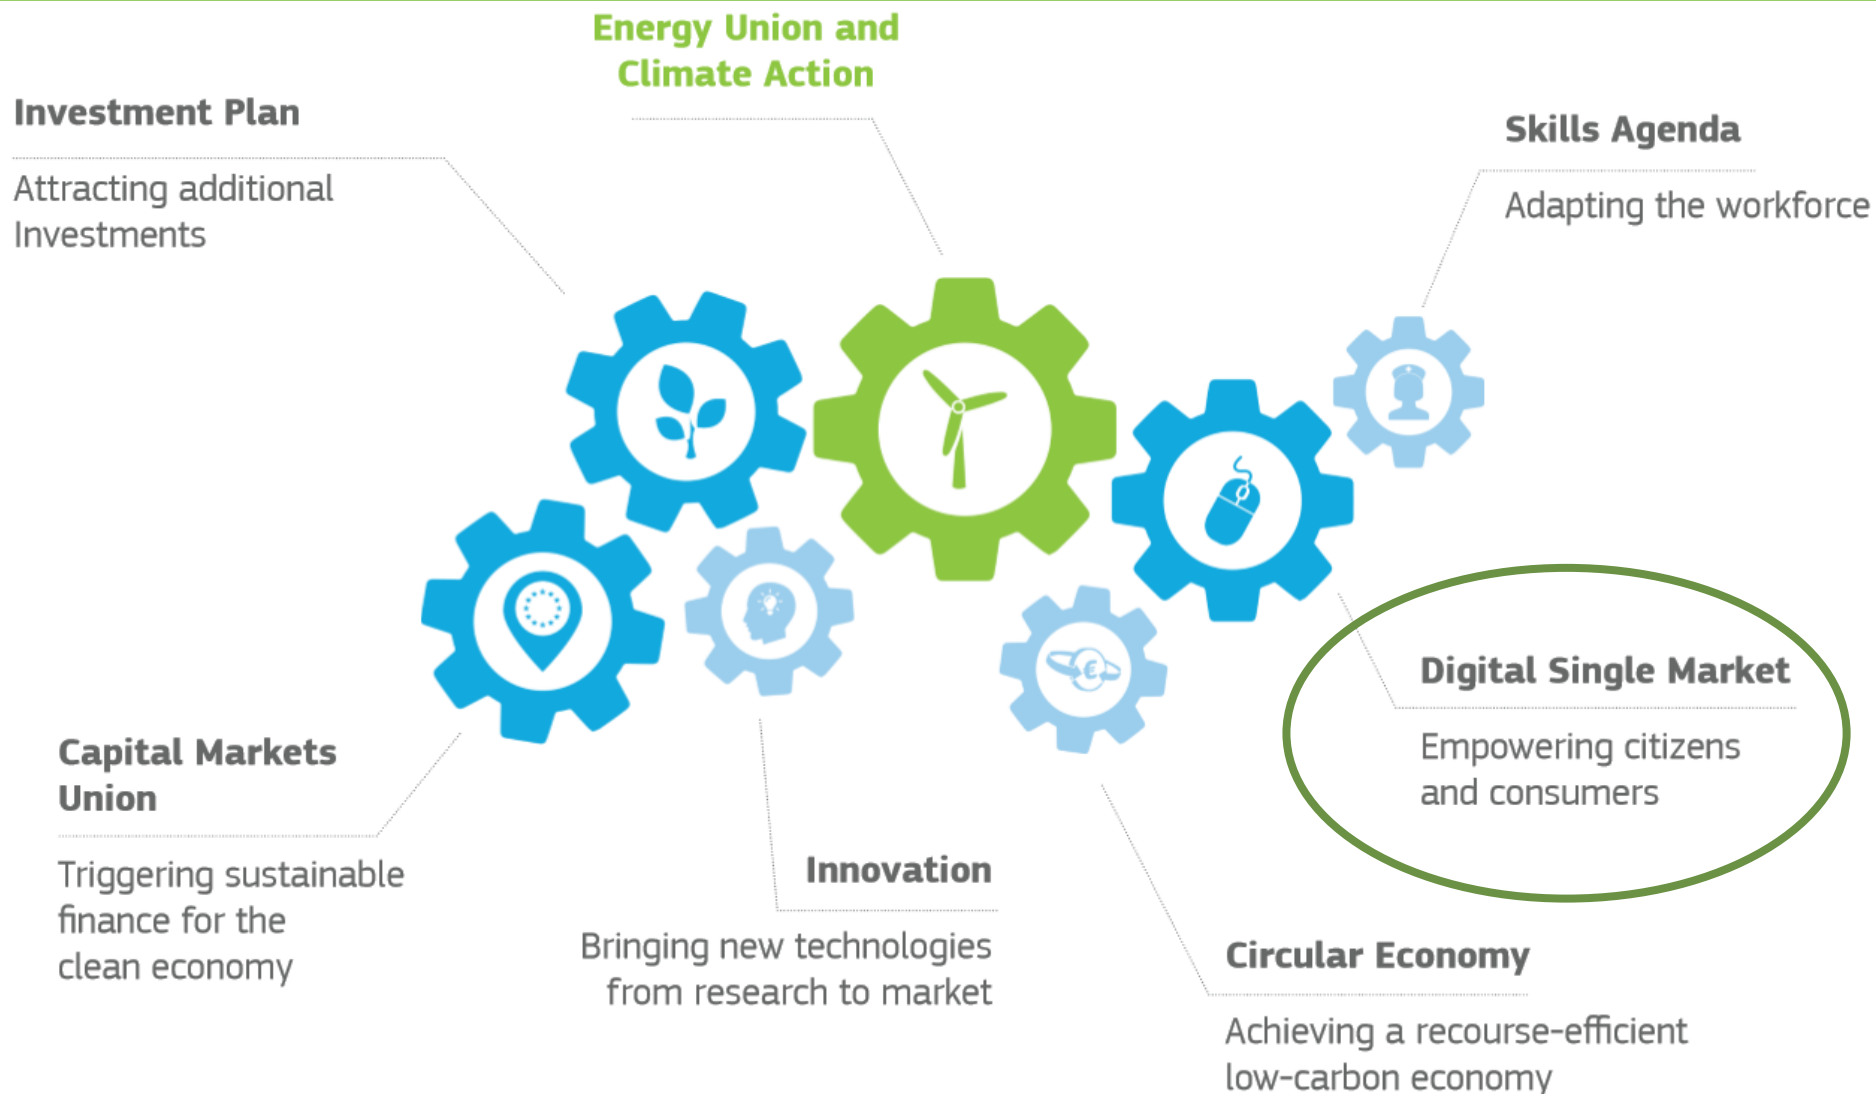 Energy Union and
Climate Action
Investment Plan
Attracting additional
Investments
Skills Agenda
Adapting the workforce
Digital Single Market
Empowering citizens
and consumers
Capital Markets
Union
Triggering sustainable
finance for the
clean economy
Innovation
Bringing new technologies
from research to market
€
Circular Economy
Achieving a recourse-efficient
low-carbon economy